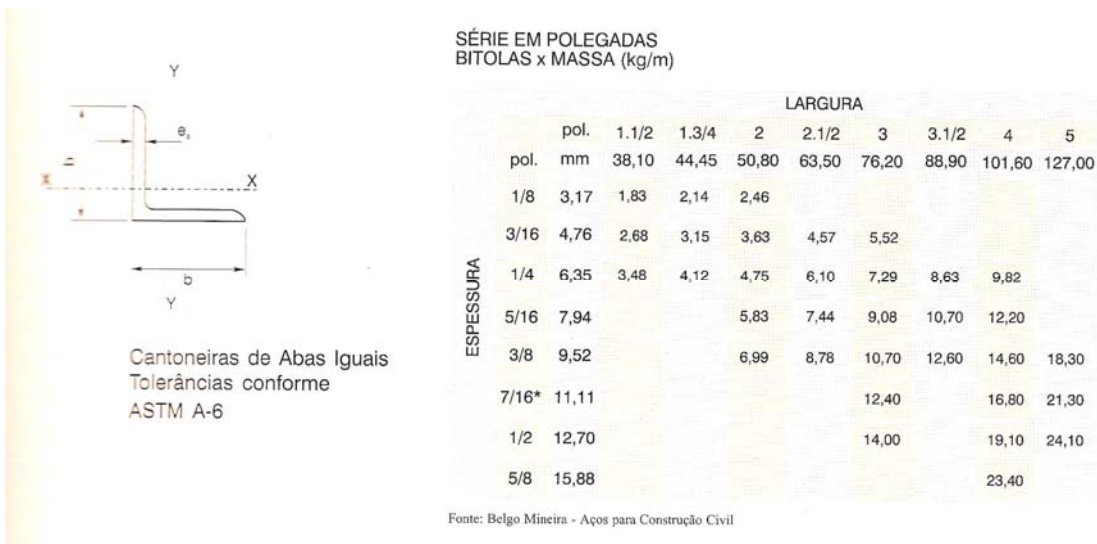 SÉRIE EM POLEGADAS
BITOLAS x MASSA (kg/m)
Y
e
b
X X
b
Y
Cantoneiras de Abas Iguais
Tolerâncias conforme
ASTM A-6
LARGURA
pol. 1.1/2 1.3/4 2 2.1/2 3 3.1/2 4 5
pol. mm 38,10 44,45 50,80 63,50 76,20 88,90 101,60 127,00
ESPESSURA
1/8 3,17 1,83 2,14 2,46
3/16 4,76 2,68 3,15 3,63 4,57 5,52
1/4 6,35 3,48 4,12 4,75 6,10 7,29 8,63 9,82
5/16 7,94 5,83 7,44 9,08 10,70 12,20
3/8 9,52 6,99 8,78 10,70 12,60 14,60 18,30
7/16* 11,11 12,40 16,80 21,30
1/2 12,70 14,00 19,10 24,10
5/8 15,88 23,40
Fonte: Belgo Mineira - Aços para Construção Civil